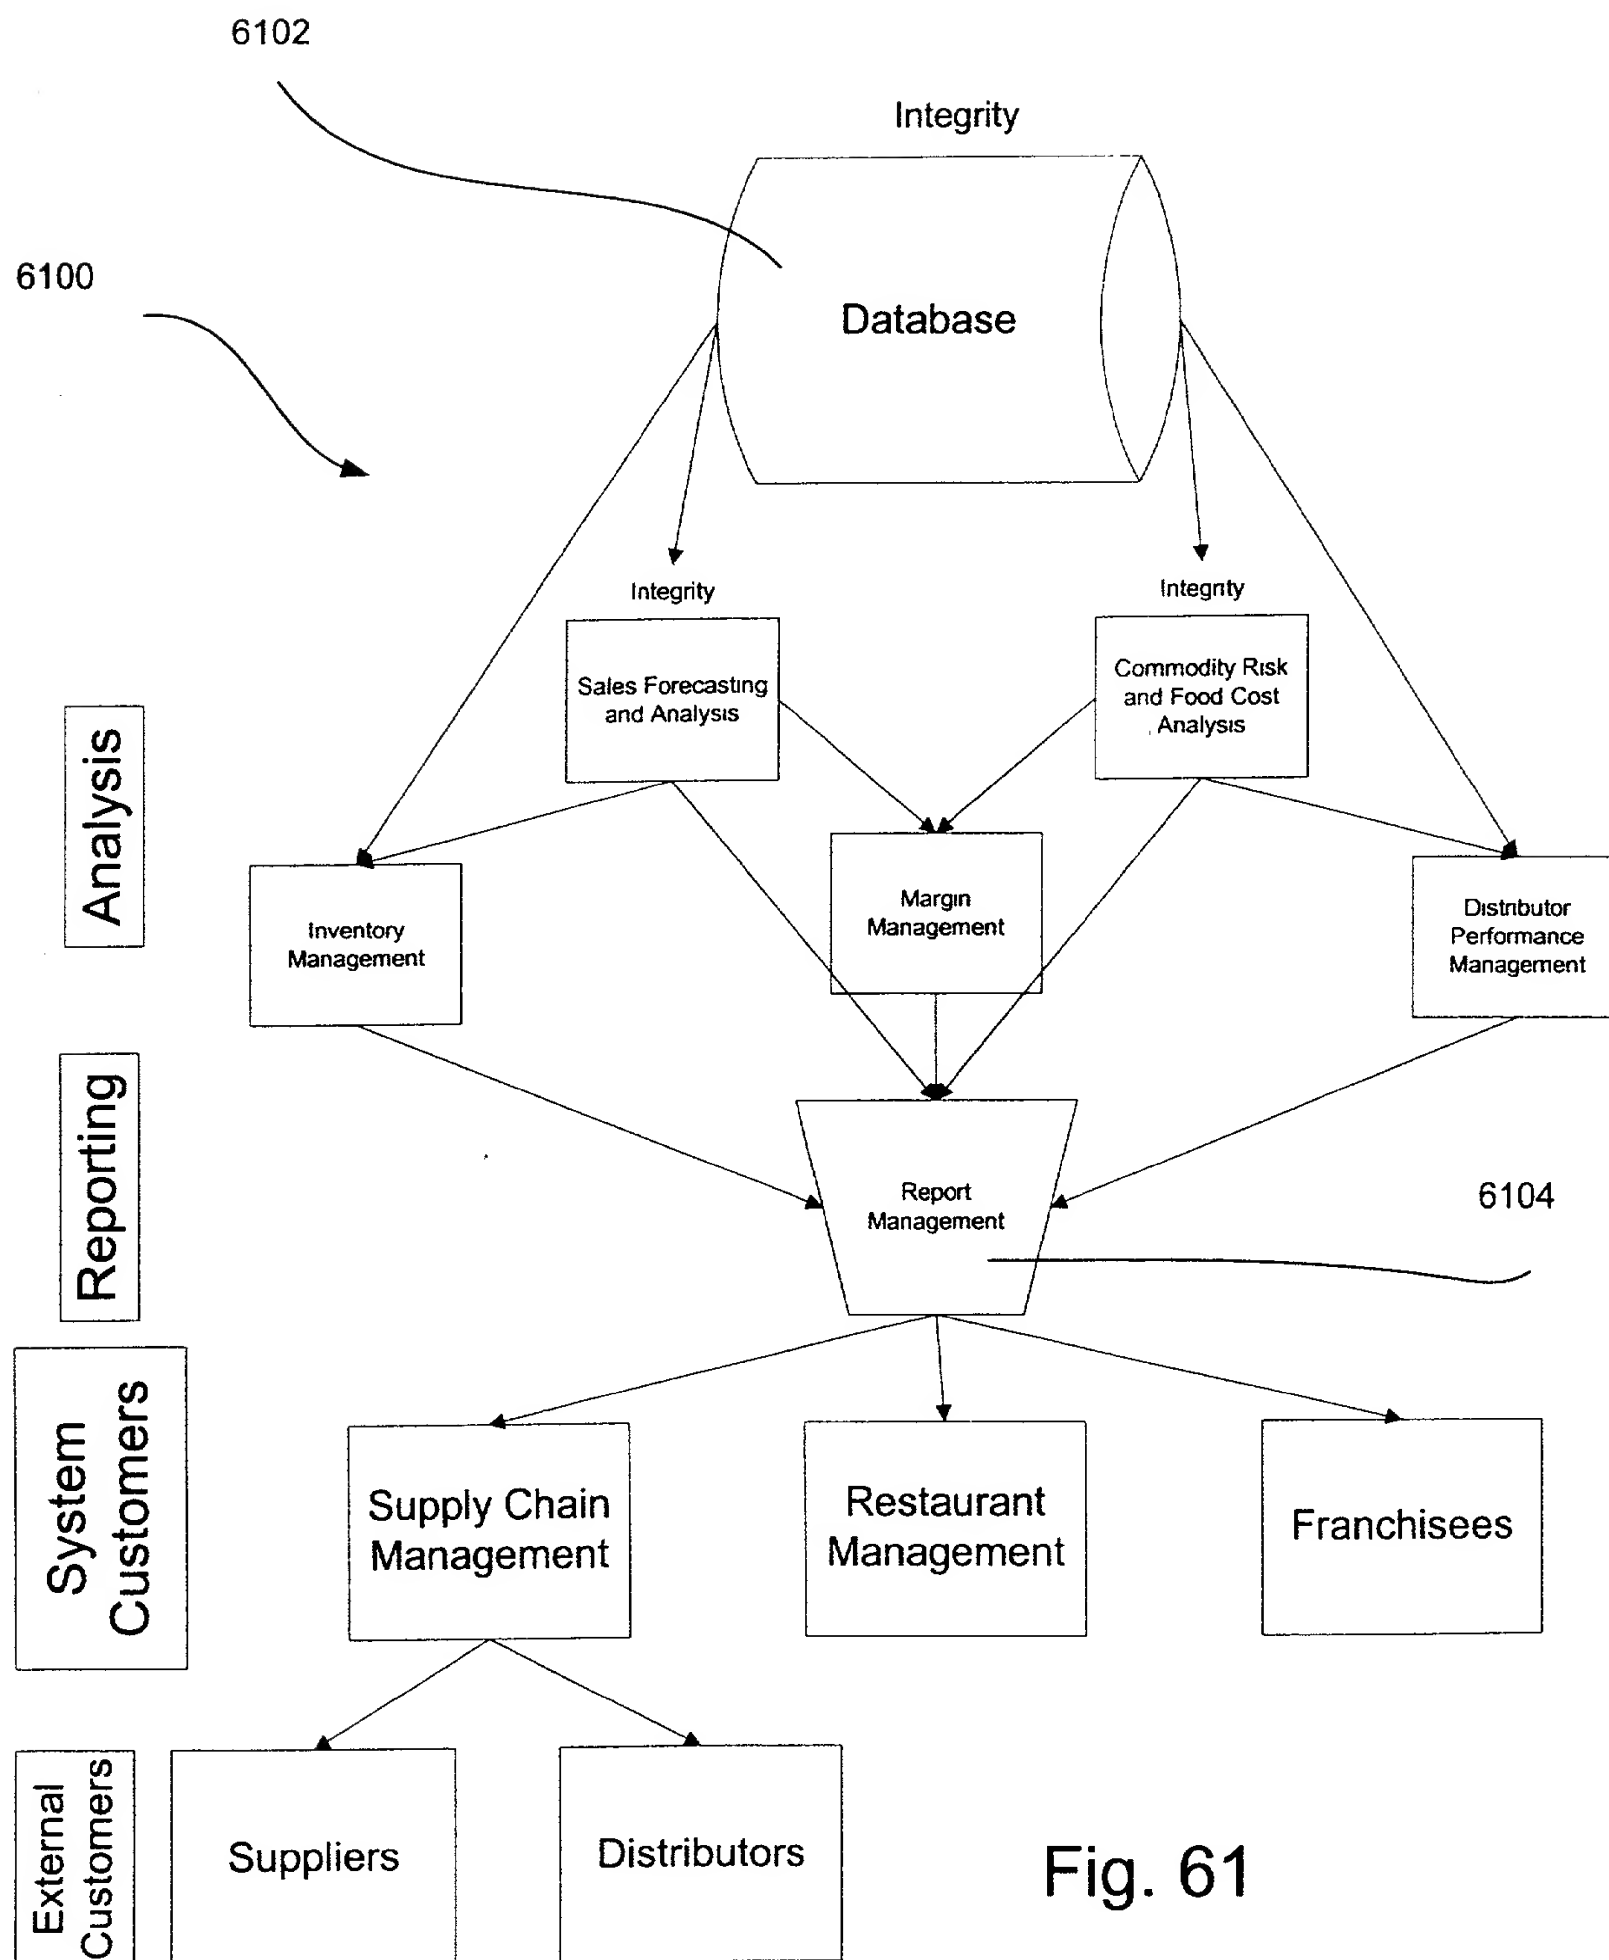 6102
Integrity
6100
Database
Integrity
Integrity
Sales Forecasting
and Analysis
Commodity Risk
and Food Cost
Analysis
Analysis
Inventory
Management
Margin
Management
Distributor
Performance
Management
Reporting
Report
Management
6104
System
Customers
Supply Chain
Management
Restaurant
Management
Franchisees
External
Customers
Suppliers
Distributors
Fig. 61